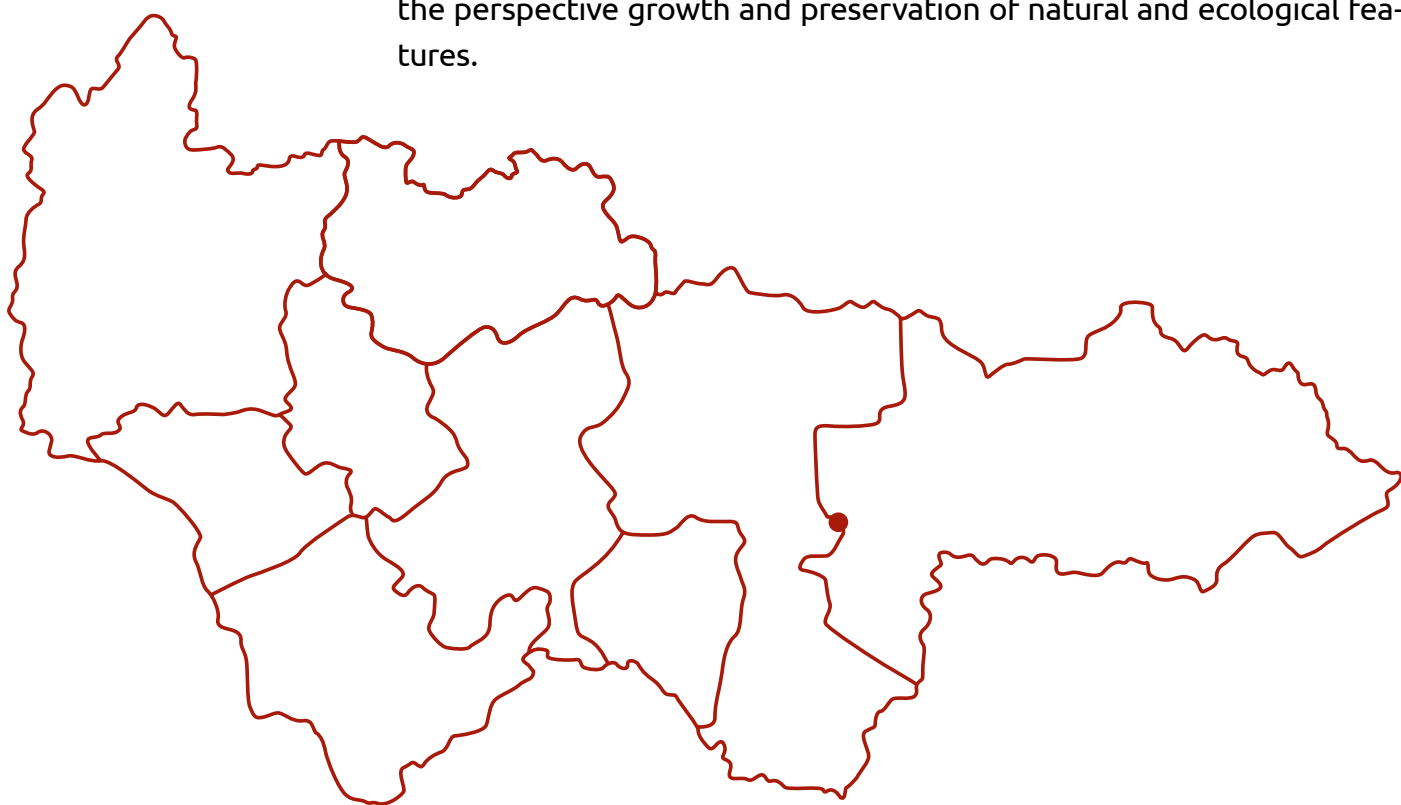 the perspective growth and preservation of natural and ecological fea-
tures.